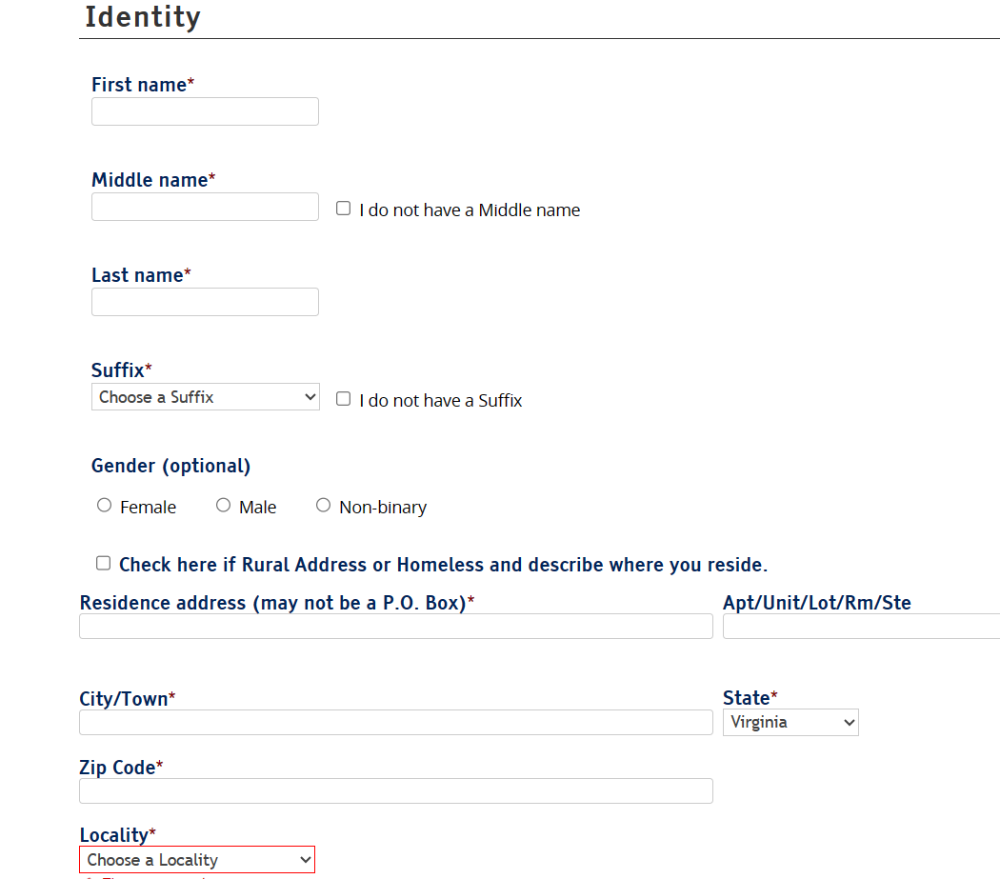 Identity
First name*
Middle name*
I do not have a Middle name
Last name*
Suffix*
Choose a Suffix
I do not have a Suffix
Gender (optional)
Female Male Non-binary
Check here if Rural Address or Homeless and describe where you reside.
Residence address (may not be a P.O. Box)* Apt/Unit/Lot/Rm/Ste
City/Town* State*
Virginia
Zip Code*
Locality*
Choose a Locality